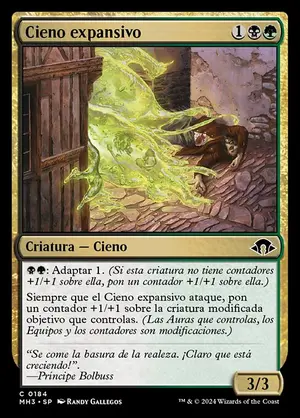 Cieno expansivo 1
Criatura — Cieno
: Adaptar 1. (Si esta criatura no tiene contadores
+1/+1 sobre ella, pon un contador +1/+1 sobre ella.)
Siempre que el Cieno expansivo ataque, pon
un contador +1/+1 sobre la criatura modificada
objetivo que controlas. (Las Auras que controlas, los
Equipos y los contadores son modificaciones.)
“Se come la basura de la realeza. ¡Claro que está
creciendo!”
—Príncipe Bolbuss
3/3
C 0184
MH3 • SP RANDY GALLEGOS
™ & © 2024 Wizards of the Coast